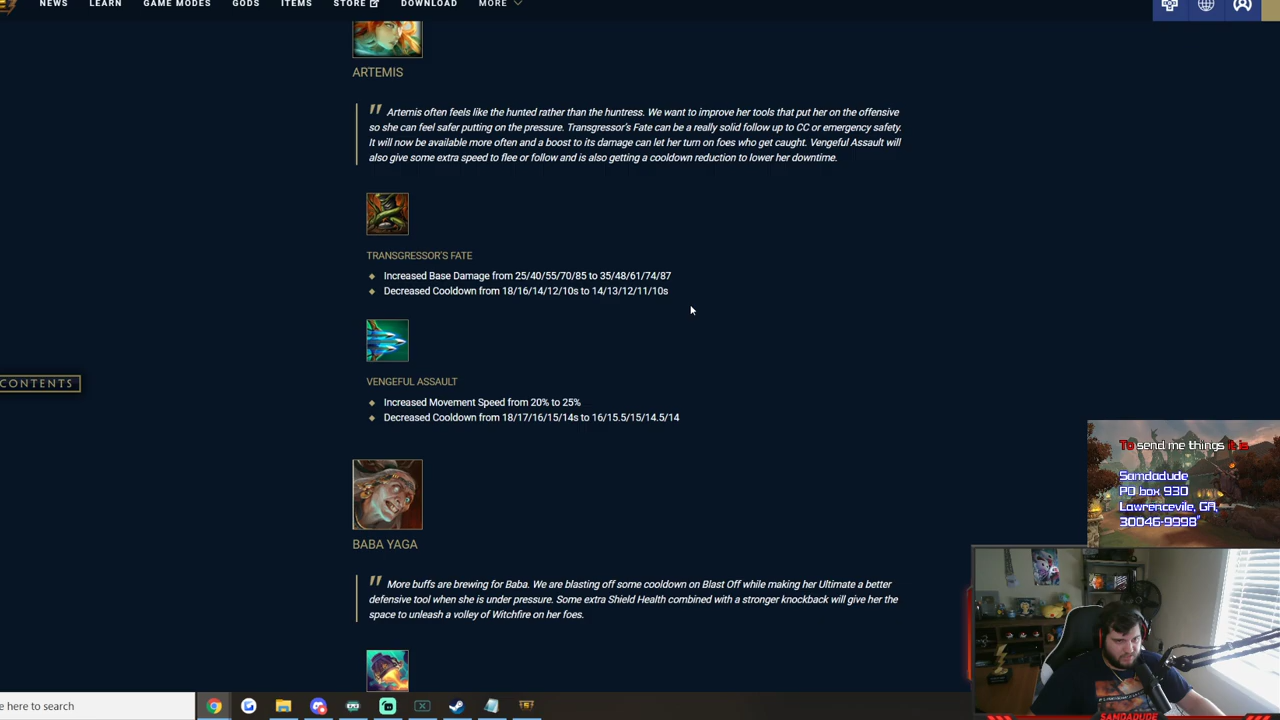 NEWS LEARN GAME MODES GODS ITEMS STORE DOWNLOAD MORE
ARTEMIS
" Artemis often feels like the hunted rather than the huntress. We want to improve her tools that put her on the offensive
so she can feel safer putting on the pressure. Transgressor's Fate can be a really solid follow up to CC or emergency safety.
It will now be available more often and a boost to its damage can let her turn on foes who get caught. Vengeful Assault will
also give some extra speed to flee or follow and is also getting a cooldown reduction to lower her downtime.
TRANSGRESSOR'S FATE
Increased Base Damage from 25/40/55/70/85 to 35/48/61/74/87
Decreased Cooldown from 18/16/14/12/10s to 14/13/12/11/10s
VENGEFUL ASSAULT
CONTENTS
Increased Movement Speed from 20% to 25%
Decreased Cooldown from 18/17/16/15/14s to 16/15.5/15/14.5/14
To send me things it is
Samdadude
PO box 930
Lawrencevile, GA,
30046-9998"
BABA YAGA
" More buffs are brewing for Baba. We are blasting off some cooldown on Blast Off while making her Ultimate a better
defensive tool when she is under pressure. Some extra Shield Health combined with a stronger knockback will give her the
space to unleash a volley of Witchfire on her foes.
e here to search
SAMDADUDE